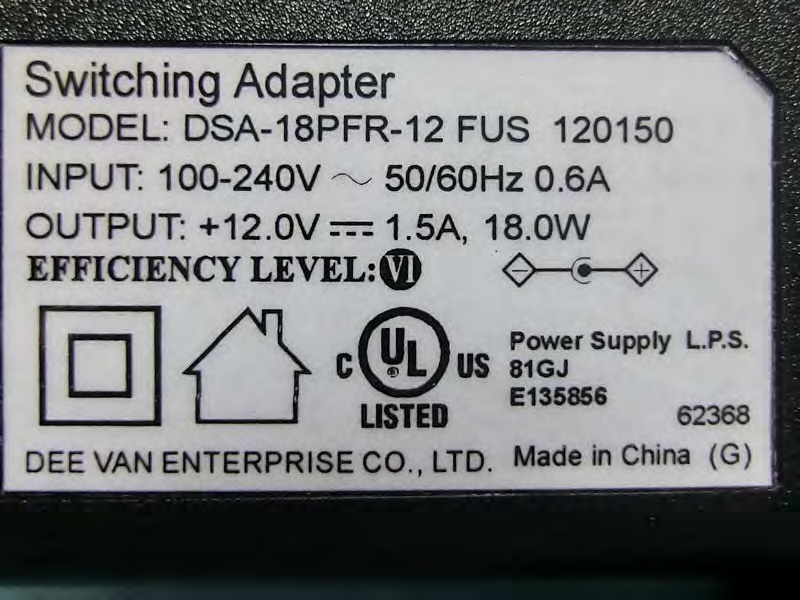 Switching Adapter
MODEL: DSA-18PFR-12 FUS 120150
INPUT: 100-240V ～ 50/60Hz 0.6A
OUTPUT: +12.0V ⎓ 1.5A, 18.0W
EFFICIENCY LEVEL: VI
C UL ® US
LISTED
Power Supply L.P.S.
81GJ
E135856
62368
DEE VAN ENTERPRISE CO., LTD. Made in China (G)